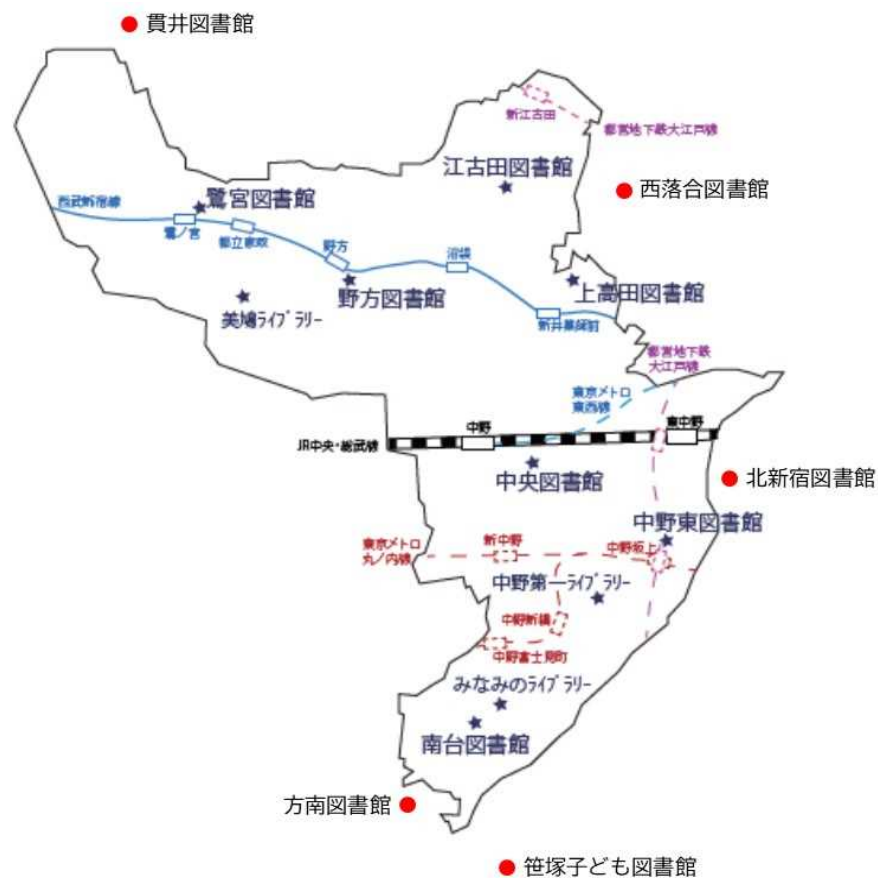 貫井図書館
新江古田
都営地下鉄大江戸線
江古田図書館
西落合図書館
西武新宿線
鷺宮図書館
鷺ノ宮
都立家政
野方
沼袋
野方図書館
上高田図書館
美鳩ライブラリー
新井薬師前
都営地下鉄
大江戸線
東京メトロ
東西線
JR中央・総武線
中野
東中野
中央図書館
北新宿図書館
中野東図書館
東京メトロ
丸ノ内線
新中野
中野坂上
中野第一ライブラリー
中野新橋
中野富士見町
みなみのライブラリー
南台図書館
方南図書館
笹塚子ども図書館